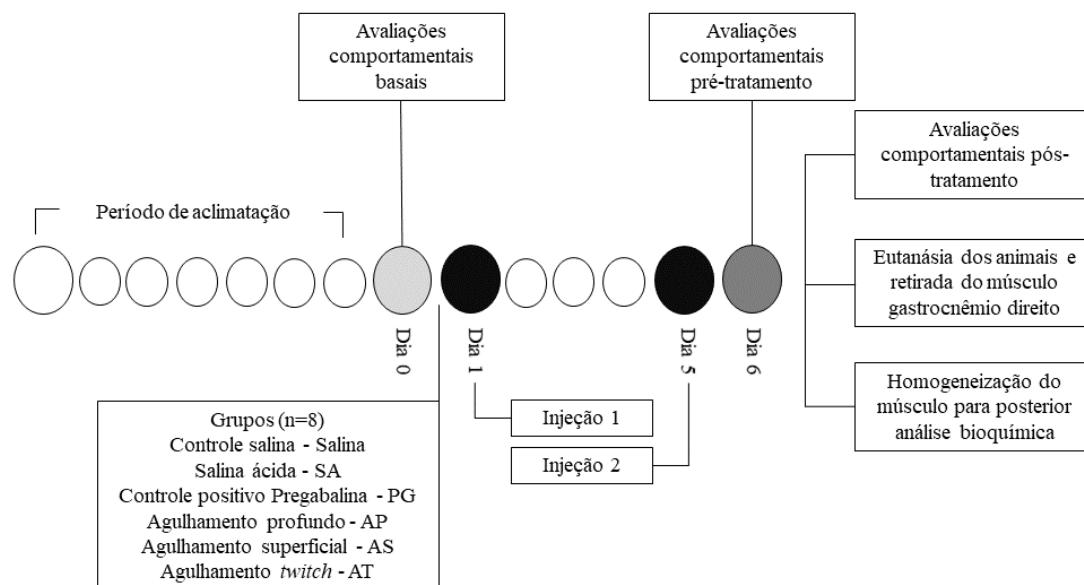 Avaliações
comportamentais
basais
Avaliações
comportamentais
pré-tratamento
Avaliações
comportamentais pós-
tratamento
Período de aclimatação
Eutanásia dos animais e
retirada do músculo
gastrocnêmio direito
Dia 0
Dia 1
Dia 5
Dia 6
Homogeneização do
músculo para posterior
análise bioquímica
Injeção 1
Injeção 2
Grupos (n=8)
Controle salina - Salina
Salina ácida - SA
Controle positivo Pregabalina - PG
Agulhamento profundo - AP
Agulhamento superficial - AS
Agulhamento twitch - AT